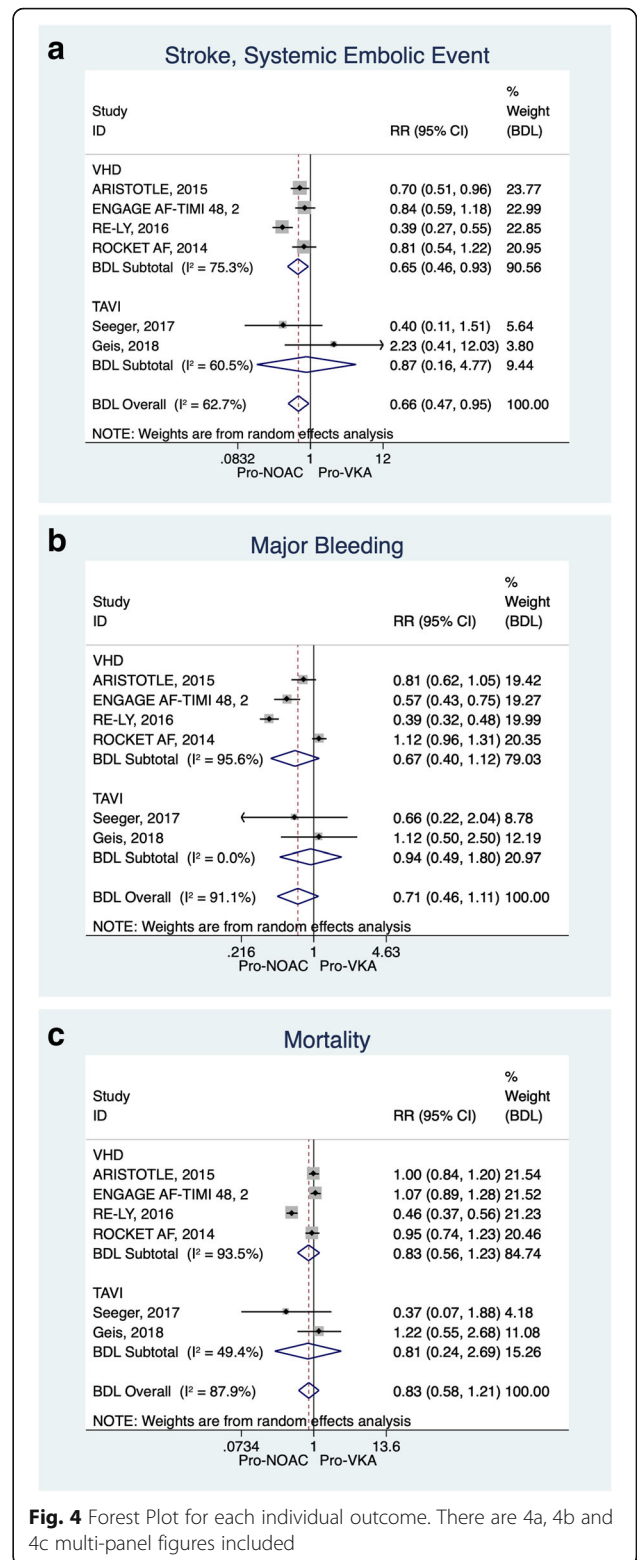 a
Stroke, Systemic Embolic Event
%
Study Weight
ID RR (95% CI) (BDL)
VHD
ARISTOTLE, 2015 0.70 (0.51, 0.96) 23.77
ENGAGE AF-TIMI 48, 2 0.84 (0.59, 1.18) 22.99
RE-LY, 2016 0.39 (0.27, 0.55) 22.85
ROCKET AF, 2014 0.81 (0.54, 1.22) 20.95
BDL Subtotal (I² = 75.3%) 0.65 (0.46, 0.93) 90.56
TAVI
Seeger, 2017 0.40 (0.11, 1.51) 5.64
Geis, 2018 2.23 (0.41, 12.03) 3.80
BDL Subtotal (I² = 60.5%) 0.87 (0.16, 4.77) 9.44
BDL Overall (I² = 62.7%) 0.66 (0.47, 0.95) 100.00
NOTE: Weights are from random effects analysis
.0832 1 12
Pro-NOAC Pro-VKA
b
Major Bleeding
%
Study Weight
ID RR (95% CI) (BDL)
VHD
ARISTOTLE, 2015 0.81 (0.62, 1.05) 19.42
ENGAGE AF-TIMI 48, 2 0.57 (0.43, 0.75) 19.27
RE-LY, 2016 0.39 (0.32, 0.48) 19.99
ROCKET AF, 2014 1.12 (0.96, 1.31) 20.35
BDL Subtotal (I² = 95.6%) 0.67 (0.40, 1.12) 79.03
TAVI
Seeger, 2017 0.66 (0.22, 2.04) 8.78
Geis, 2018 1.12 (0.50, 2.50) 12.19
BDL Subtotal (I² = 0.0%) 0.94 (0.49, 1.80) 20.97
BDL Overall (I² = 91.1%) 0.71 (0.46, 1.11) 100.00
NOTE: Weights are from random effects analysis
.216 1 4.63
Pro-NOAC Pro-VKA
c
Mortality
%
Study Weight
ID RR (95% CI) (BDL)
VHD
ARISTOTLE, 2015 1.00 (0.84, 1.20) 21.54
ENGAGE AF-TIMI 48, 2 1.07 (0.89, 1.28) 21.52
RE-LY, 2016 0.46 (0.37, 0.56) 21.23
ROCKET AF, 2014 0.95 (0.74, 1.23) 20.46
BDL Subtotal (I² = 93.5%) 0.83 (0.56, 1.23) 84.74
TAVI
Seeger, 2017 0.37 (0.07, 1.88) 4.18
Geis, 2018 1.22 (0.55, 2.68) 11.08
BDL Subtotal (I² = 49.4%) 0.81 (0.24, 2.69) 15.26
BDL Overall (I² = 87.9%) 0.83 (0.58, 1.21) 100.00
NOTE: Weights are from random effects analysis
.0734 1 13.6
Pro-NOAC Pro-VKA
Fig. 4 Forest Plot for each individual outcome. There are 4a, 4b and
4c multi-panel figures included